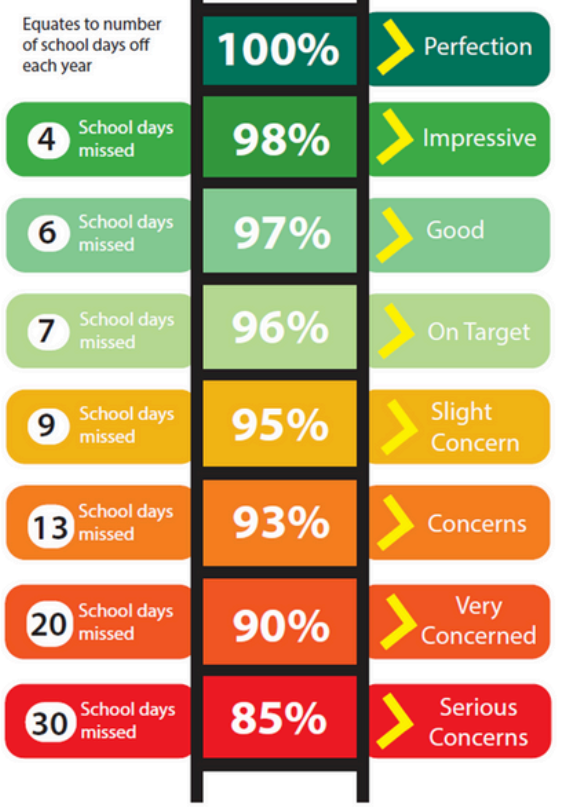 Equates to number
of school days off
each year
100%
Perfection
4 School days
missed
98%
Impressive
6 School days
missed
97%
Good
7 School days
missed
96%
On Target
9 School days
missed
95%
Slight
Concern
13 School days
missed
93%
Concerns
20 School days
missed
90%
Very
Concerned
30 School days
missed
85%
Serious
Concerns